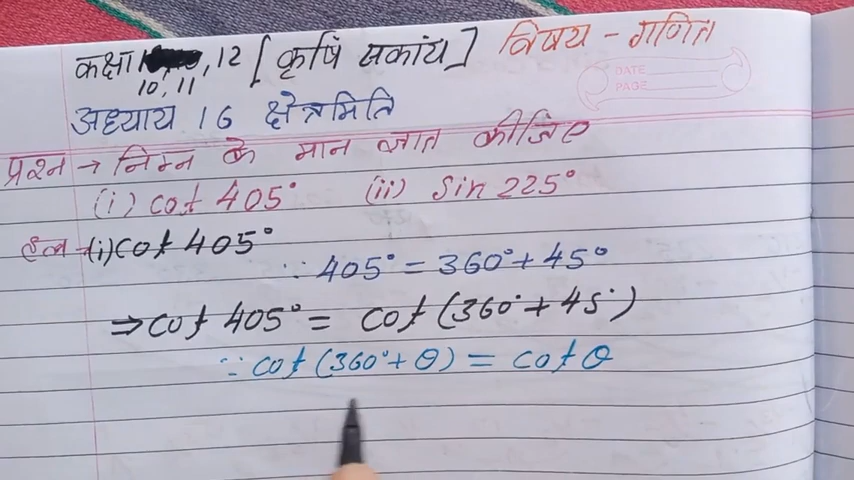 कक्षा , 12 [ कृषि सकांय ] विषय - गणित
10, 11
DATE
PAGE
अध्याय 16 क्षेत्रमिति
प्रश्न → निम्न के मान ज्ञात कीजिए
(i) cot 405° (ii) Sin 225°
हल → (i) cot 405°
∵ 405° = 360° + 45°
⇒ cot 405° = cot (360° + 45°)
∵ cot (360° + θ) = cot θ